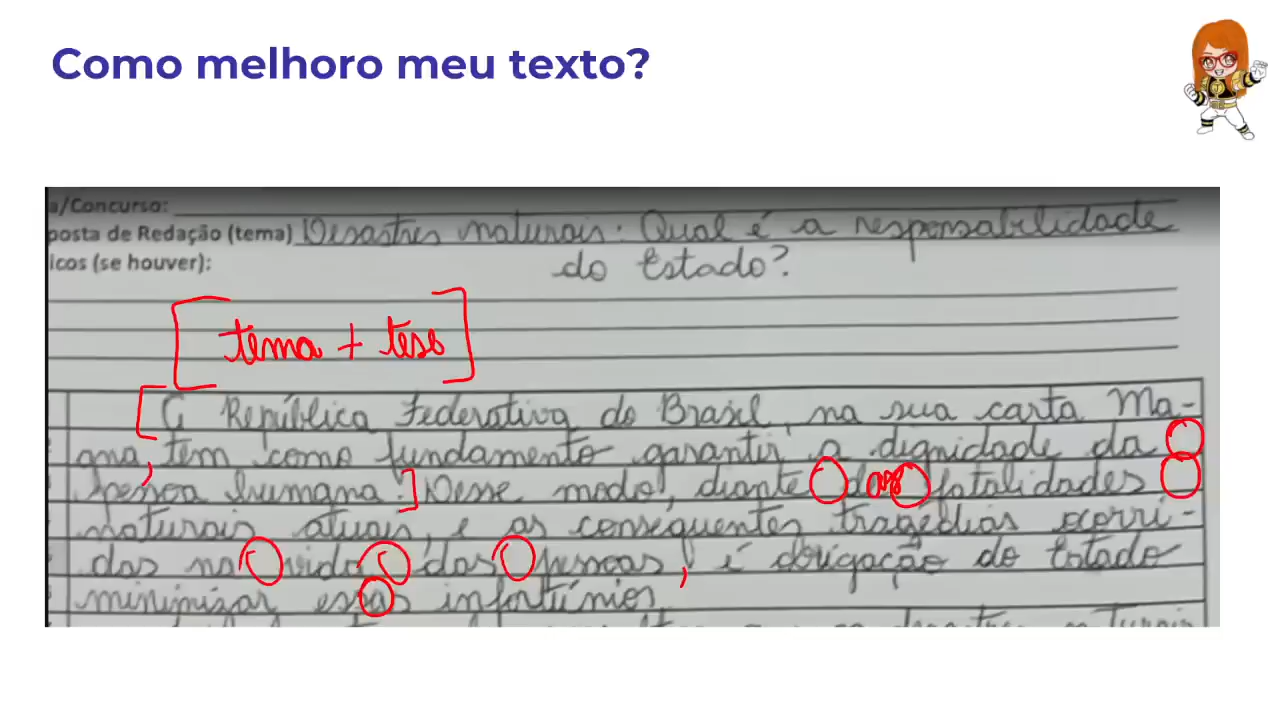 Como melhoro meu texto?
a/Concurso:
posta de Redação (tema) Desastres naturais: Qual é a responsabilidade
icos (se houver): do Estado?
tema + tese
A República Federativa do Brasil, na sua carta Ma-
gna, tem como fundamento garantir a dignidade da
pessoa humana. Desse modo, diante das fatalidades
naturais atuais, e as consequentes tragédias ocorri-
das na vida das pessoas, é obrigação do Estado
minimizar essas infortúnios.